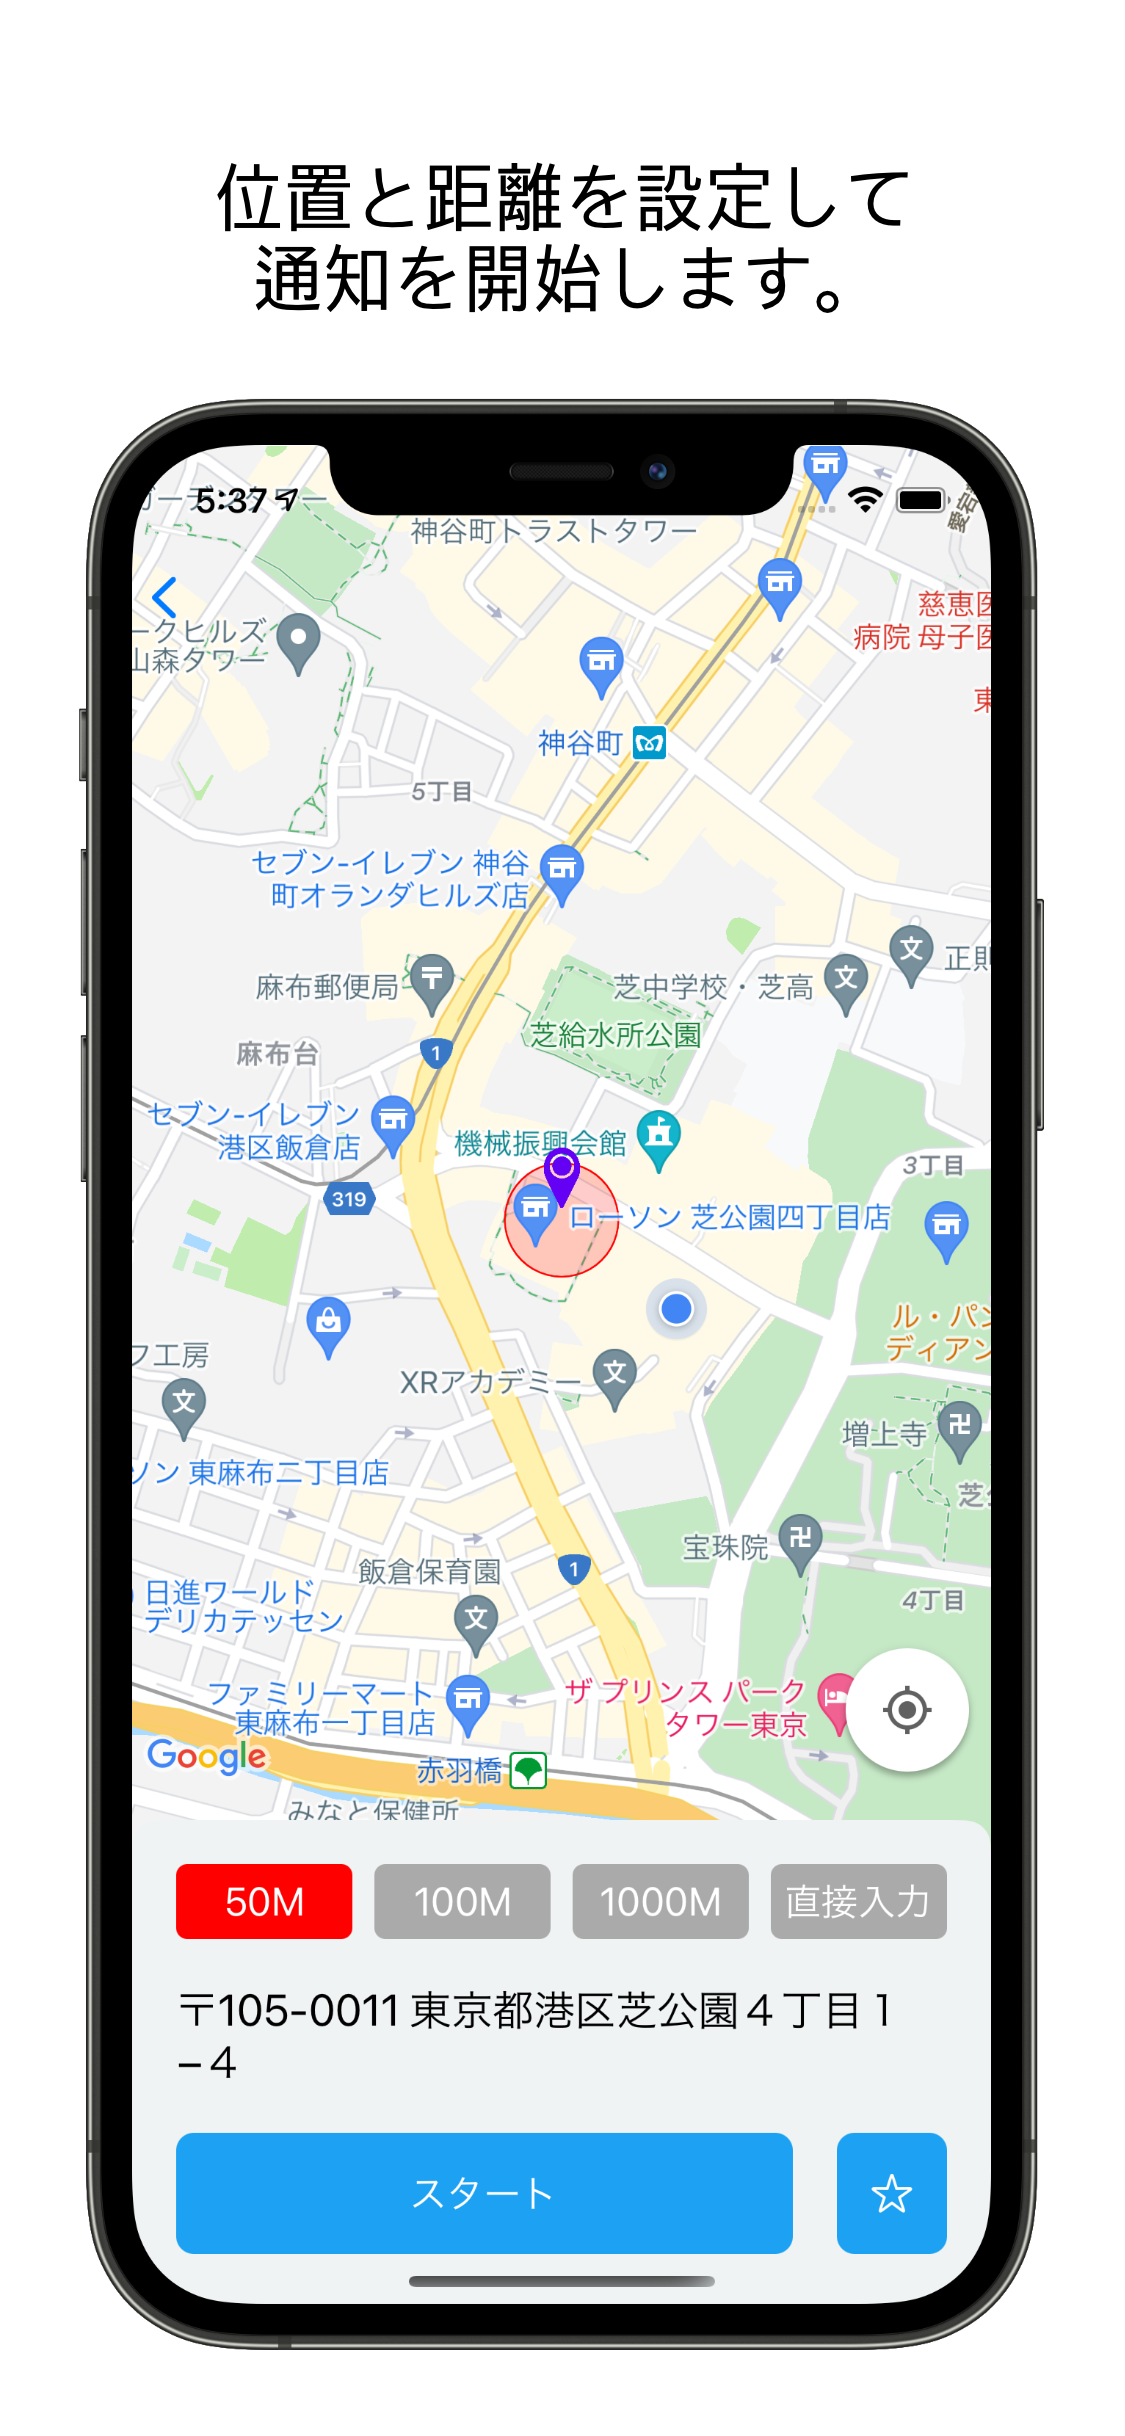 位置と距離を設定して
通知を開始します。
5:37
神谷町トラストタワー
ークヒルズ
山森タワー
慈恵医
病院 母子医
東
神谷町
5丁目
セブン-イレブン 神谷
町オランダヒルズ店
麻布郵便局
芝中学校・芝高
正則
芝給水所公園
麻布台
1
セブン-イレブン
港区飯倉店
機械振興会館
3丁目
319
ローソン 芝公園四丁目店
ル・パン
ディアン
フ工房
XRアカデミー
増上寺
ソン 東麻布二丁目店
芝公
宝珠院
飯倉保育園
1
日進ワールド
デリカテッセン
4丁目
ファミリーマート
東麻布一丁目店
ザ プリンス パーク
タワー東京
Google
赤羽橋
みなと保健所
50M
100M
1000M
直接入力
〒105-0011 東京都港区芝公園４丁目１
−４
スタート